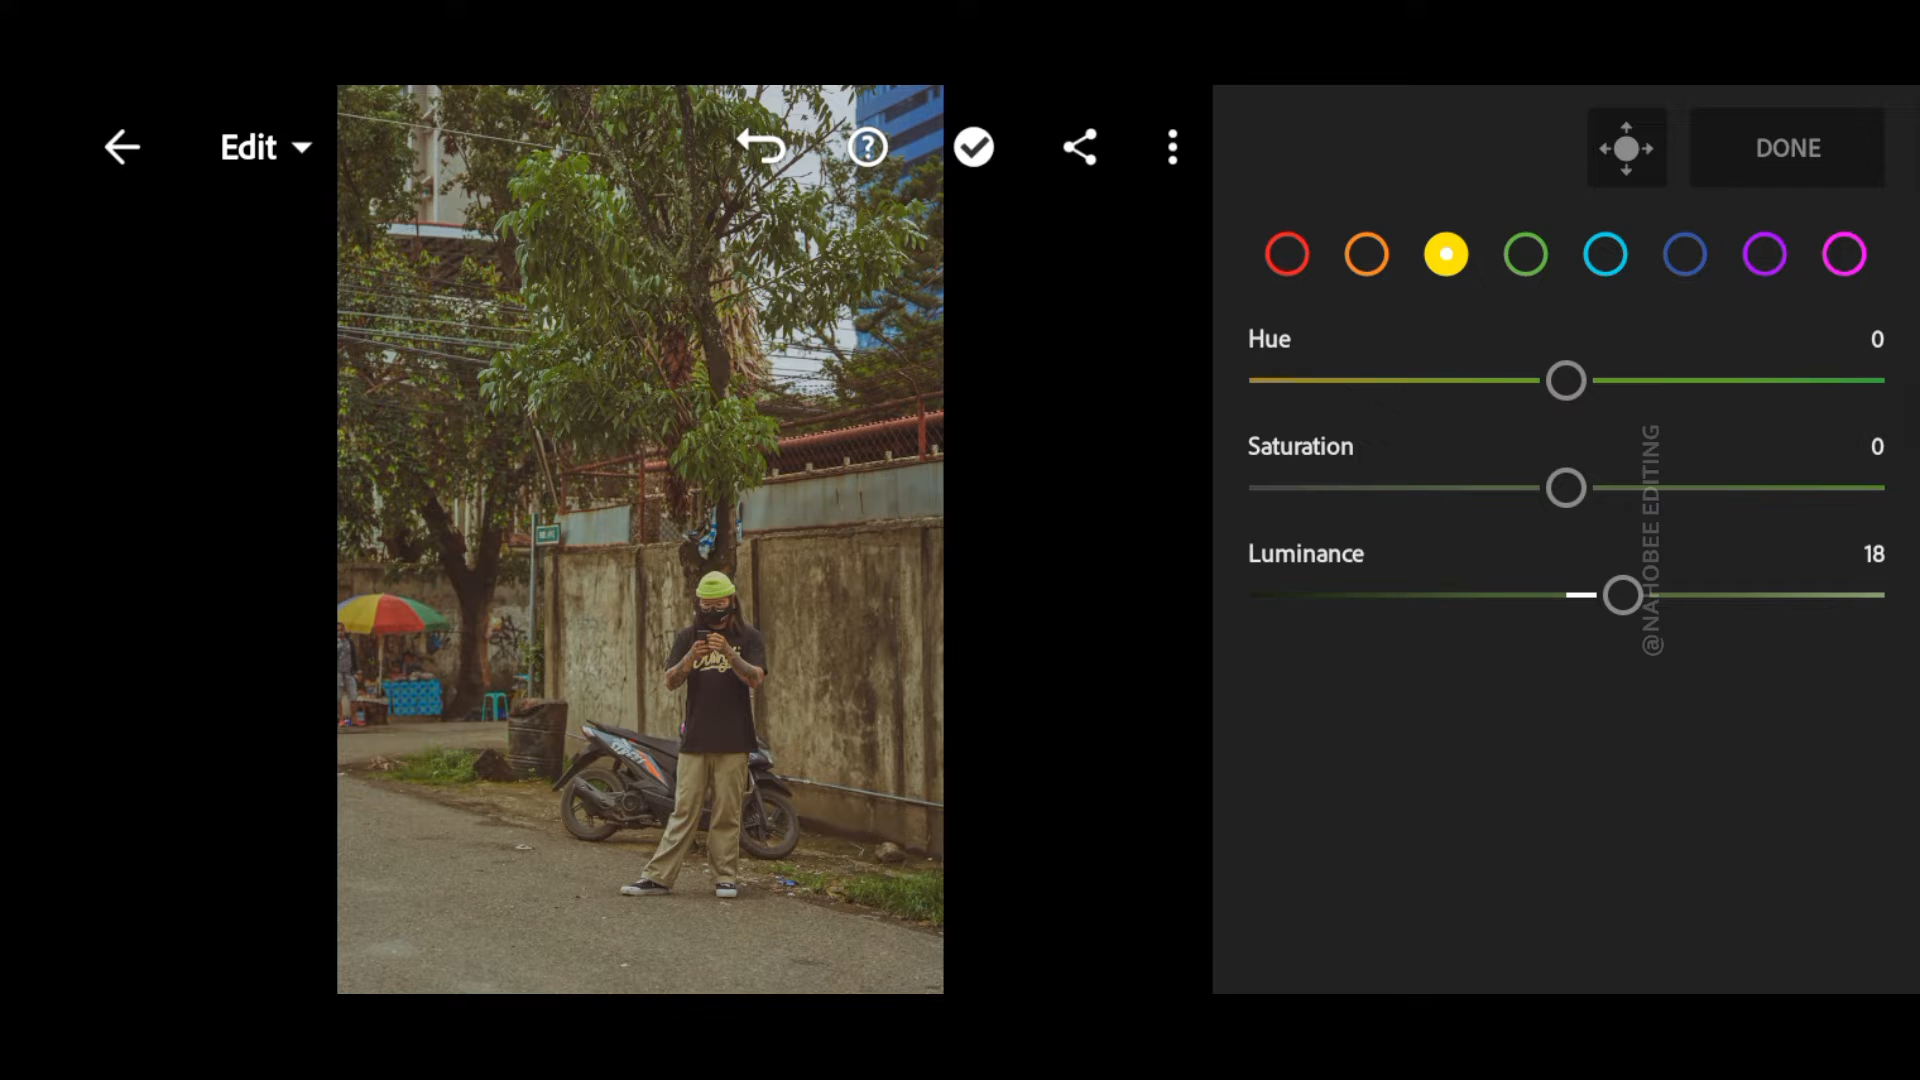 Edit
DONE
Hue 0
Saturation 0
Luminance 18
@NAHOBEE EDITING